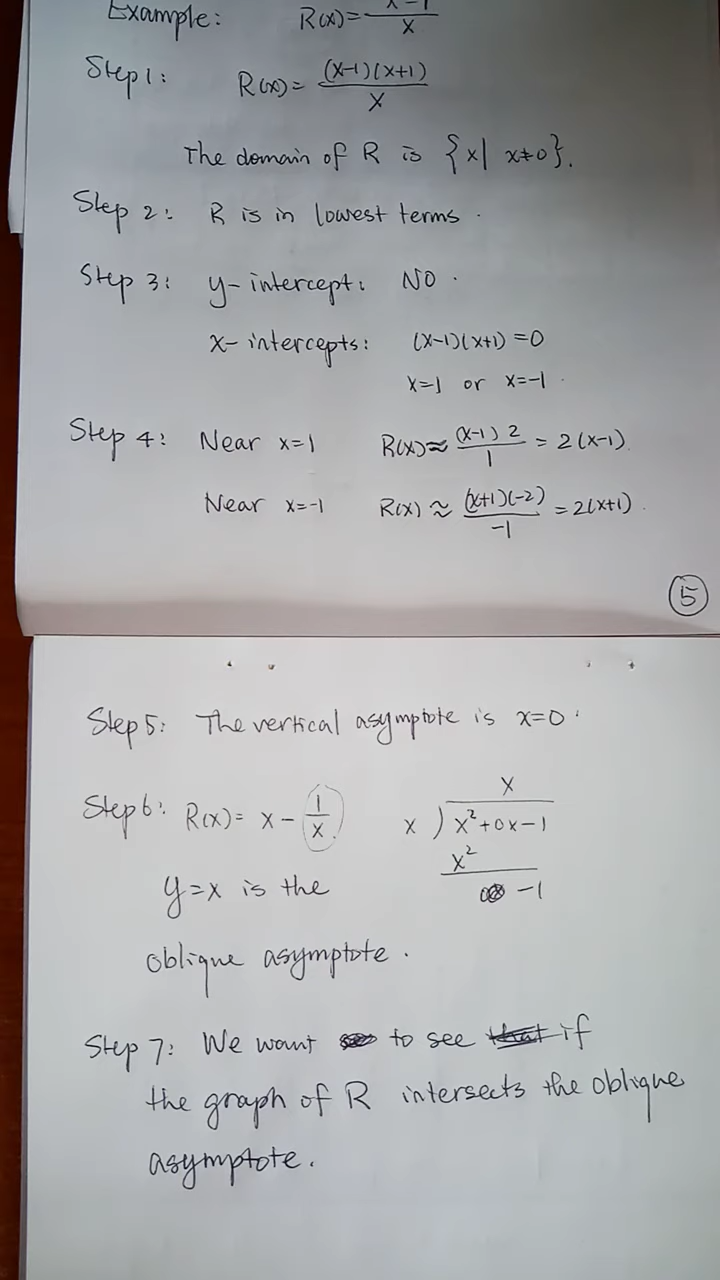 Example: R(x)= x -1 / x
Step1: R(x)= (x-1)(x+1) / x
The domain of R is {x| x≠0}.
Step 2: R is in lowest terms.
Step 3: y-intercept: NO.
x-intercepts: (x-1)(x+1)=0
x=1 or x=-1.
Step 4: Near x=1 R(x)≈ (x-1) 2 / 1 = 2(x-1).
Near x=-1 R(x) ≈ (x+1)(-2) / -1 = 2(x+1).
5
Step 5: The vertical asymptote is x=0.
x
Step 6: R(x)= x - 1/x x ) x²+0x-1
x²
y=x is the -1
oblique asymptote.
Step 7: We want to see if
the graph of R intersects the oblique
asymptote.